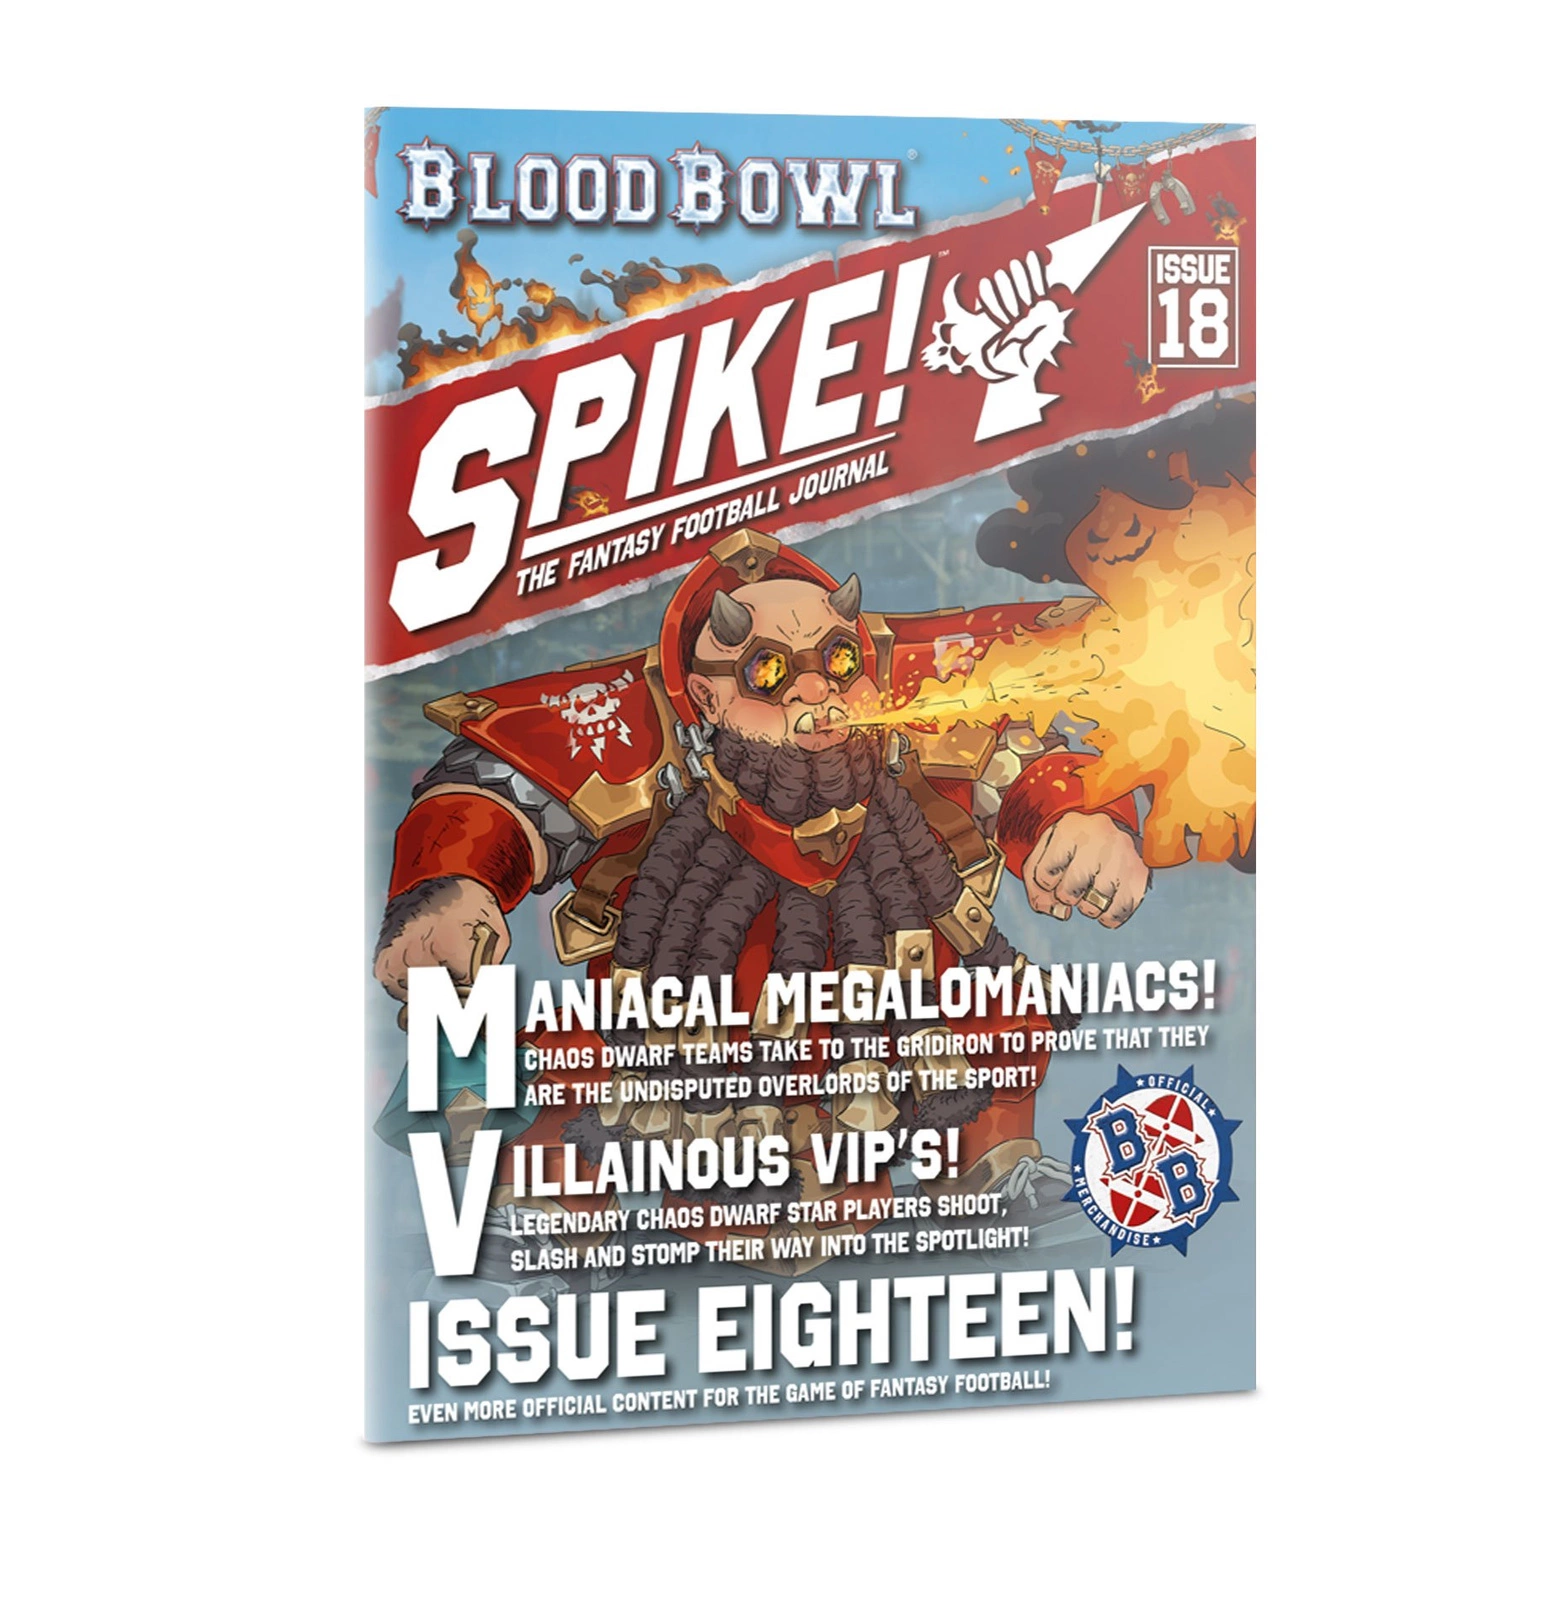 BLOOD BOWL®
SPIKE!™
THE FANTASY FOOTBALL JOURNAL
ISSUE
18
MANIACAL MEGALOMANIACS!
CHAOS DWARF TEAMS TAKE TO THE GRIDIRON TO PROVE THAT THEY
ARE THE UNDISPUTED OVERLORDS OF THE SPORT!
VILLAINOUS VIP'S!
LEGENDARY CHAOS DWARF STAR PLAYERS SHOOT,
SLASH AND STOMP THEIR WAY INTO THE SPOTLIGHT!
OFFICIAL
B B
MERCHANDISE
ISSUE EIGHTEEN!
EVEN MORE OFFICIAL CONTENT FOR THE GAME OF FANTASY FOOTBALL!